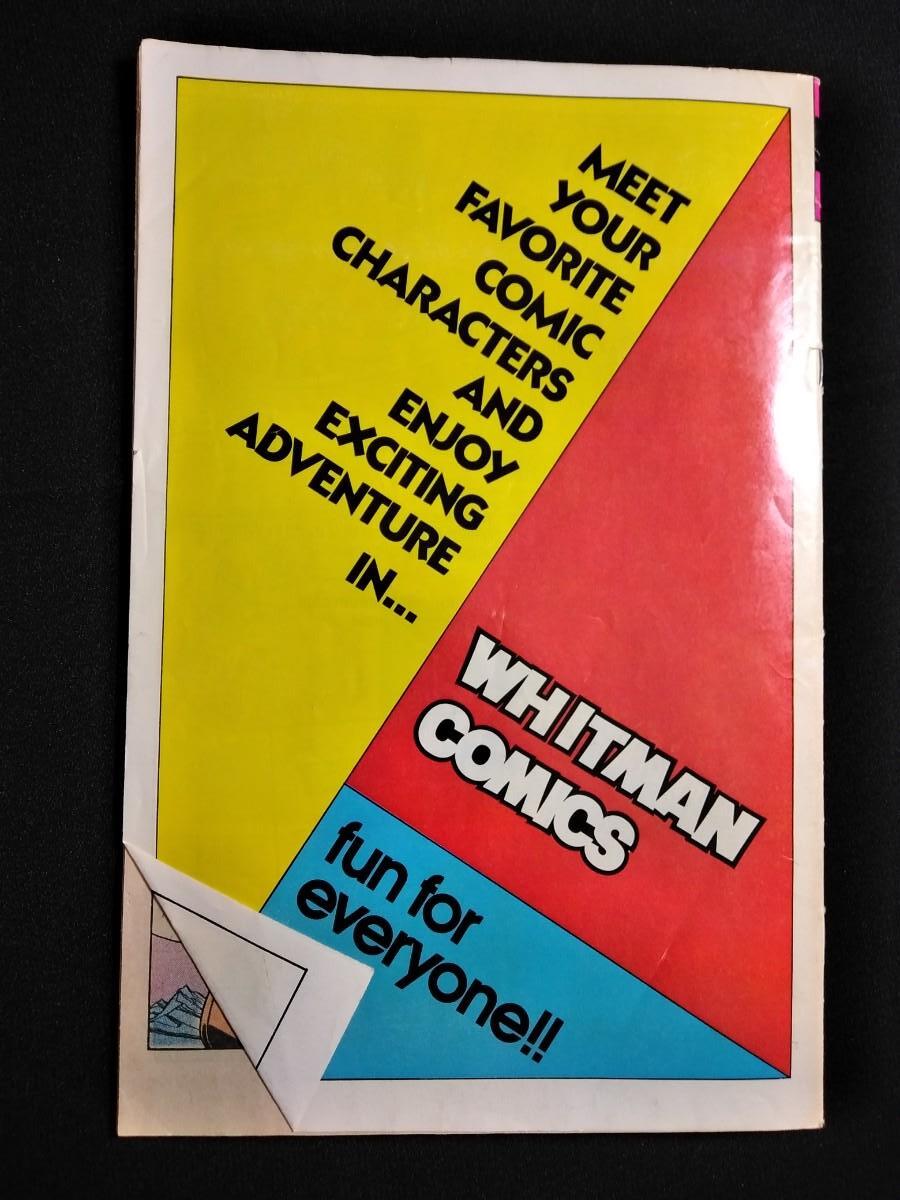 MEET
YOUR
FAVORITE
COMIC
CHARACTERS
AND
ENJOY
EXCITING
ADVENTURE
IN...
WHITMAN
COMICS
fun for
everyone!!